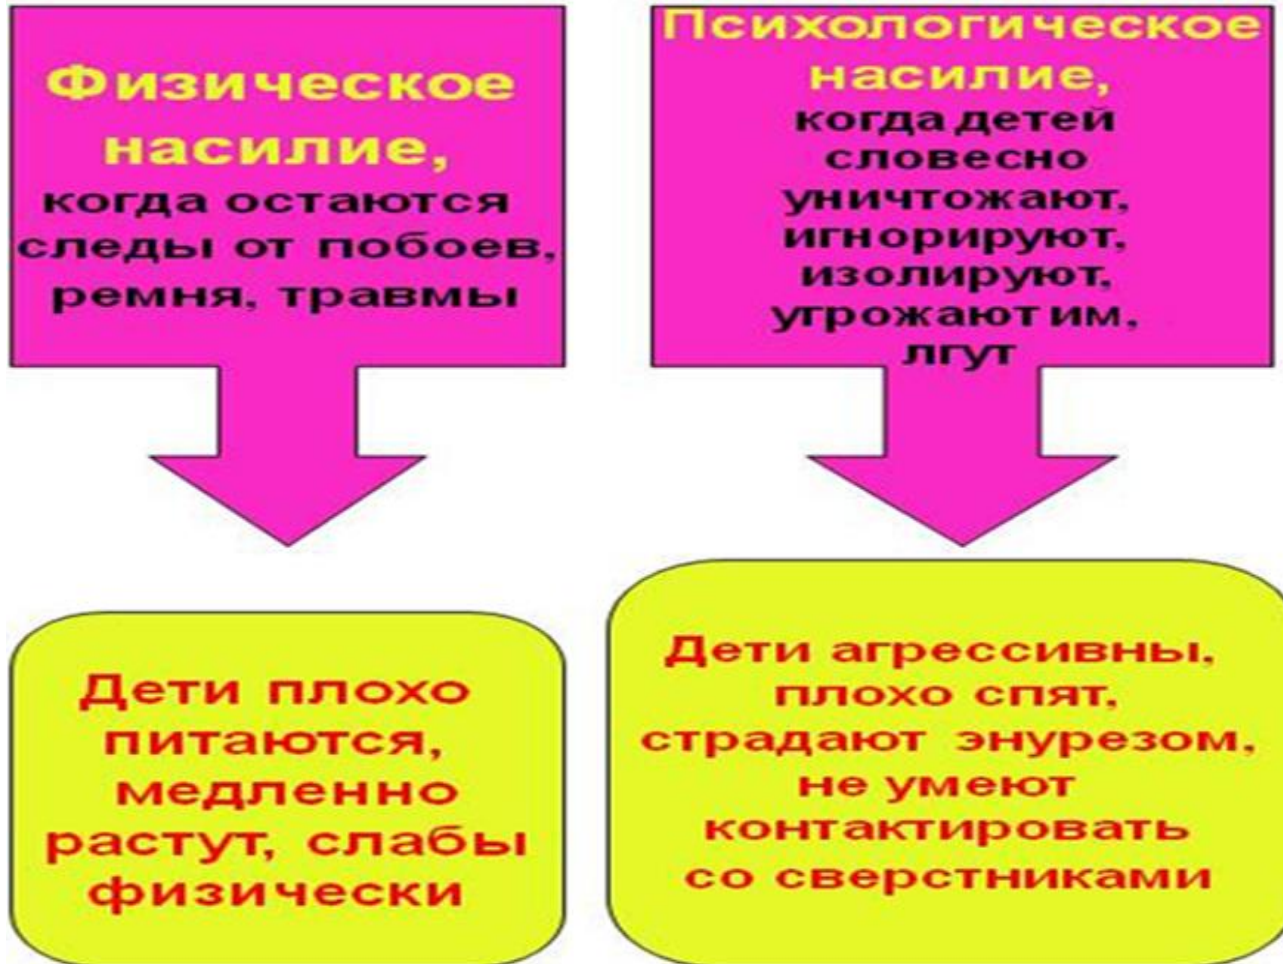 Физическое
насилие,
когда остаются
следы от побоев,
ремня, травмы
Психологическое
насилие,
когда детей
словесно
уничтожают,
игнорируют,
изолируют,
угрожают им,
лгут
Дети плохо
питаются,
медленно
растут, слабы
физически
Дети агрессивны,
плохо спят,
страдают энурезом,
не умеют
контактировать
со сверстниками